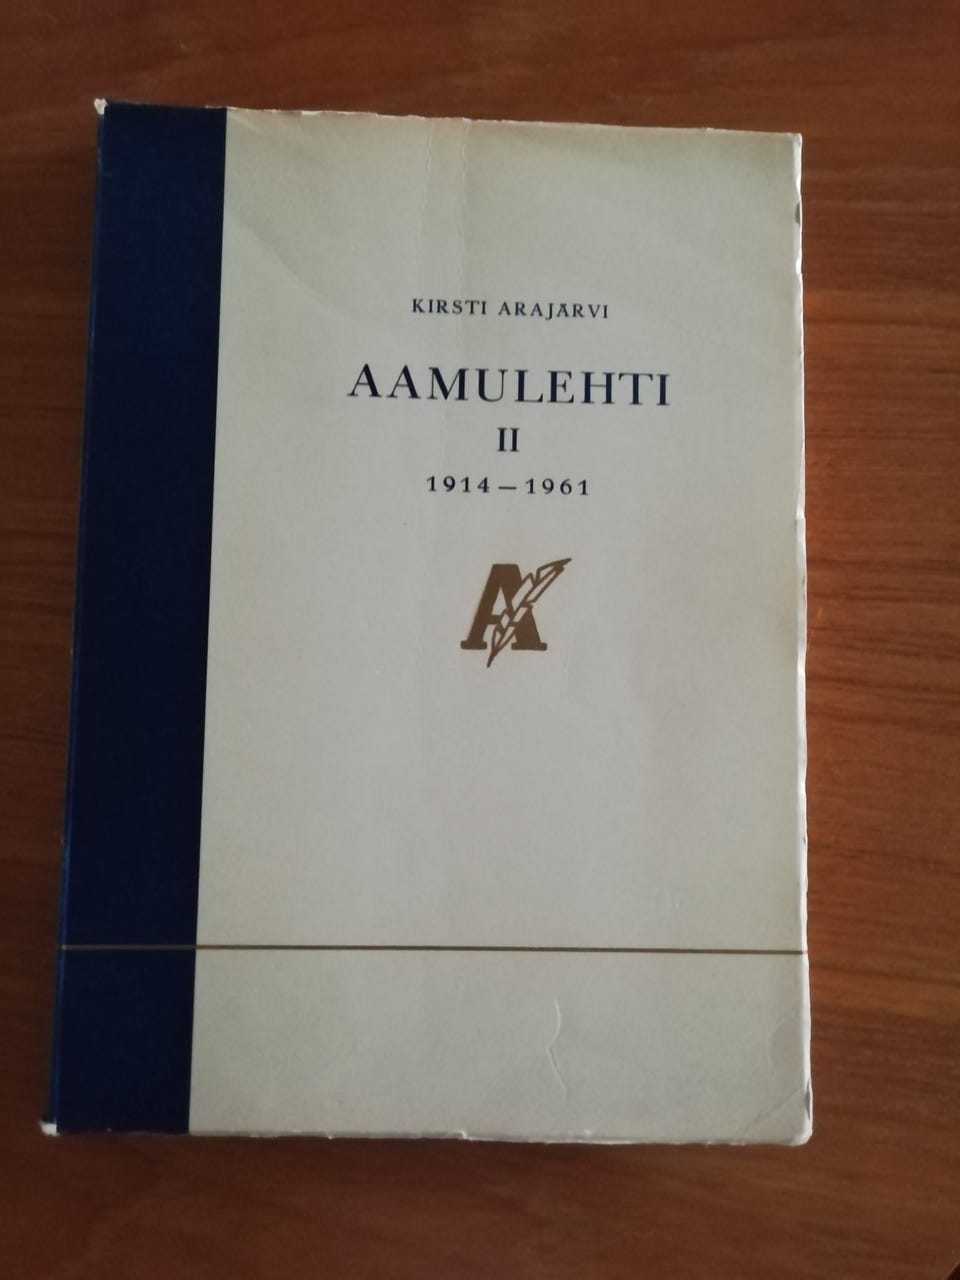 KIRSTI ARAJÄRVI
AAMULEHTI
II
1914 – 1961
A